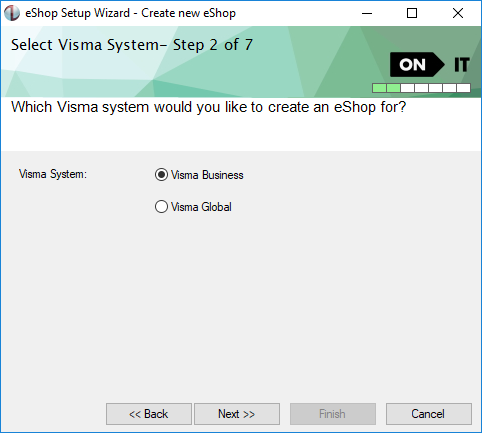 eShop Setup Wizard - Create new eShop
Select Visma System- Step 2 of 7
ON IT
Which Visma system would you like to create an eShop for?
Visma System:
Visma Business
Visma Global
<< Back
Next >>
Finish
Cancel